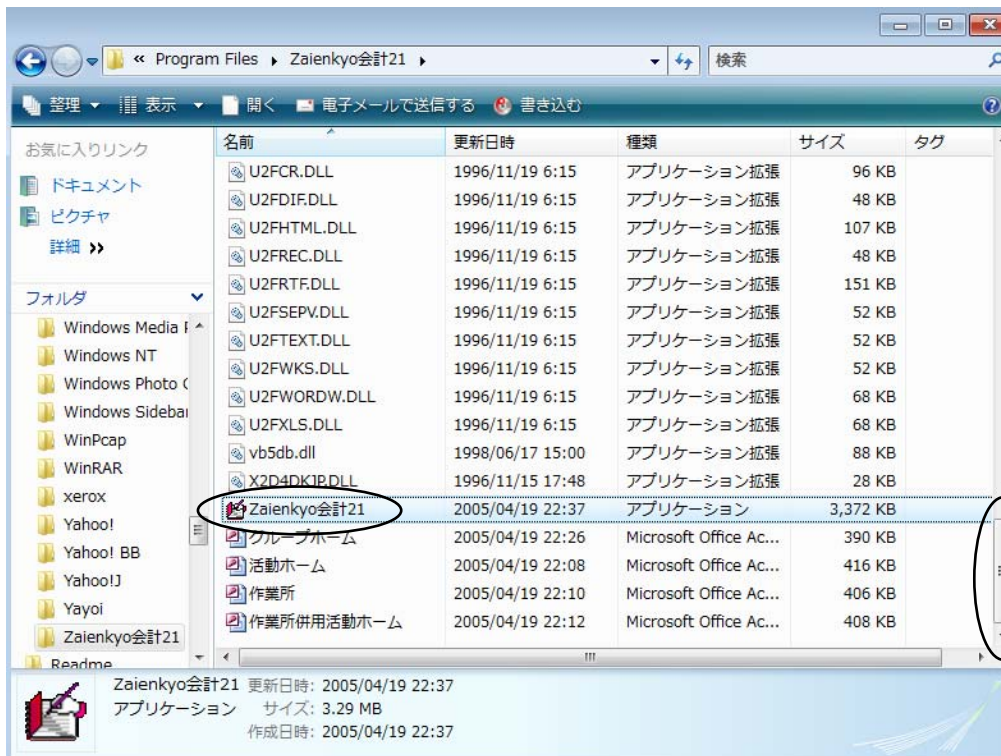 « Program Files ▸ Zaienkyo会計21 ▸
検索
整理 表示 開く 電子メールで送信する 書き込む
お気に入りリンク
ドキュメント
ピクチャ
詳細 »
フォルダ
Windows Media
Windows NT
Windows Photo
Windows Sidebar
WinPcap
WinRAR
xerox
Yahoo!
Yahoo! BB
Yahoo!J
Yayoi
Zaienkyo会計21
Readme
名前 更新日時 種類 サイズ タグ
U2FCR.DLL 1996/11/19 6:15 アプリケーション拡張 96 KB
U2FDIF.DLL 1996/11/19 6:15 アプリケーション拡張 48 KB
U2FHTML.DLL 1996/11/19 6:15 アプリケーション拡張 107 KB
U2FREC.DLL 1996/11/19 6:15 アプリケーション拡張 48 KB
U2FRTF.DLL 1996/11/19 6:15 アプリケーション拡張 151 KB
U2FSEPV.DLL 1996/11/19 6:15 アプリケーション拡張 52 KB
U2FTEXT.DLL 1996/11/19 6:15 アプリケーション拡張 52 KB
U2FWKS.DLL 1996/11/19 6:15 アプリケーション拡張 52 KB
U2FWORDW.DLL 1996/11/19 6:15 アプリケーション拡張 68 KB
U2FXLS.DLL 1996/11/19 6:15 アプリケーション拡張 68 KB
vb5db.dll 1998/06/17 15:00 アプリケーション拡張 88 KB
X2D4DKJP.DLL 1996/11/15 17:48 アプリケーション拡張 28 KB
Zaienkyo会計21 2005/04/19 22:37 アプリケーション 3,372 KB
グループホーム 2005/04/19 22:26 Microsoft Office Ac... 390 KB
活動ホーム 2005/04/19 22:08 Microsoft Office Ac... 416 KB
作業所 2005/04/19 22:10 Microsoft Office Ac... 406 KB
作業所併用活動ホーム 2005/04/19 22:12 Microsoft Office Ac... 408 KB
Zaienkyo会計21 更新日時: 2005/04/19 22:37
アプリケーション サイズ: 3.29 MB
作成日時: 2005/04/19 22:37